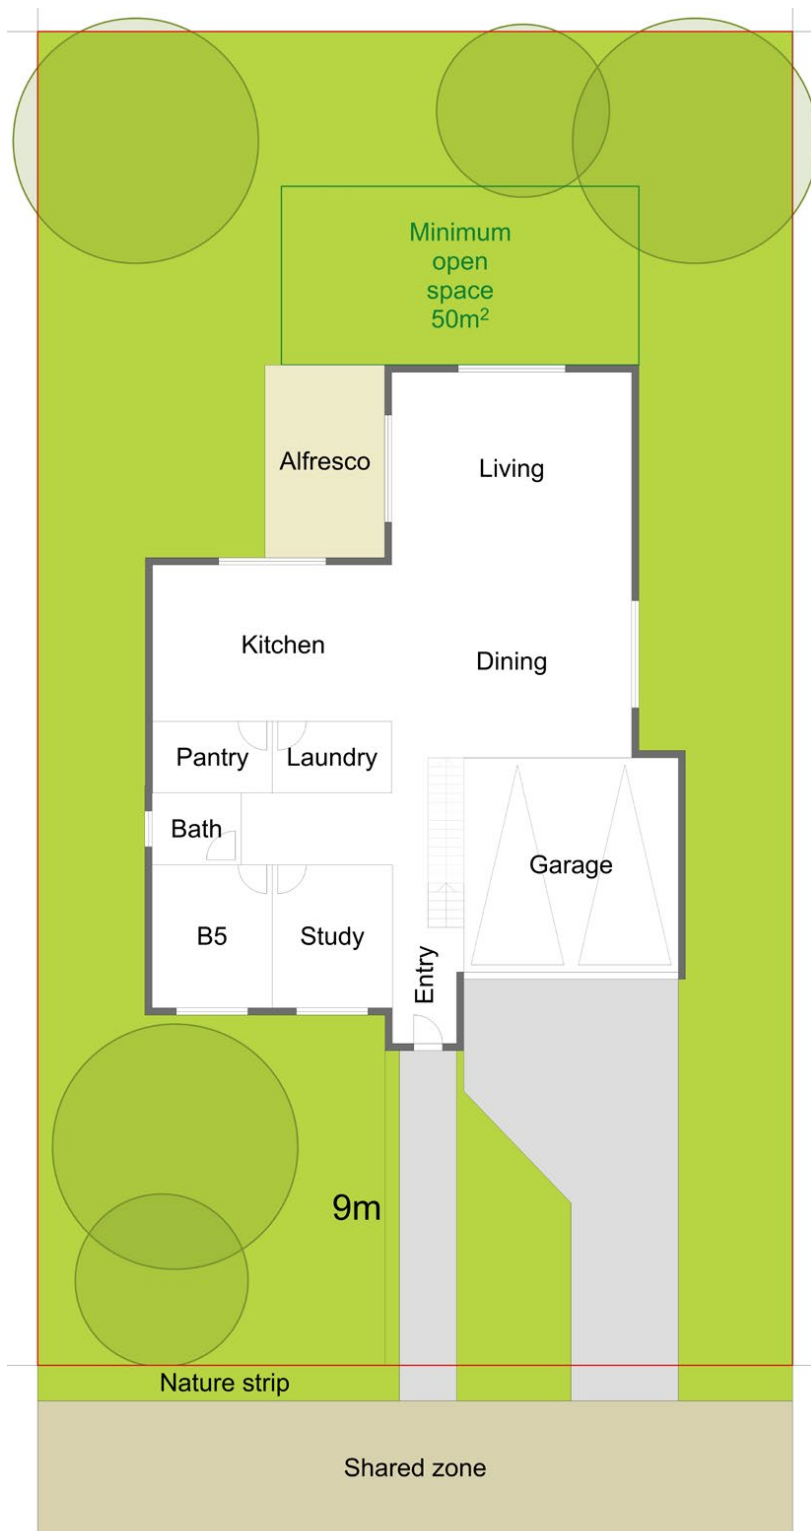 Minimum
open
space
50m²
Alfresco
Living
Kitchen
Dining
Pantry
Laundry
Bath
Garage
B5
Study
Entry
9m
Nature strip
Shared zone